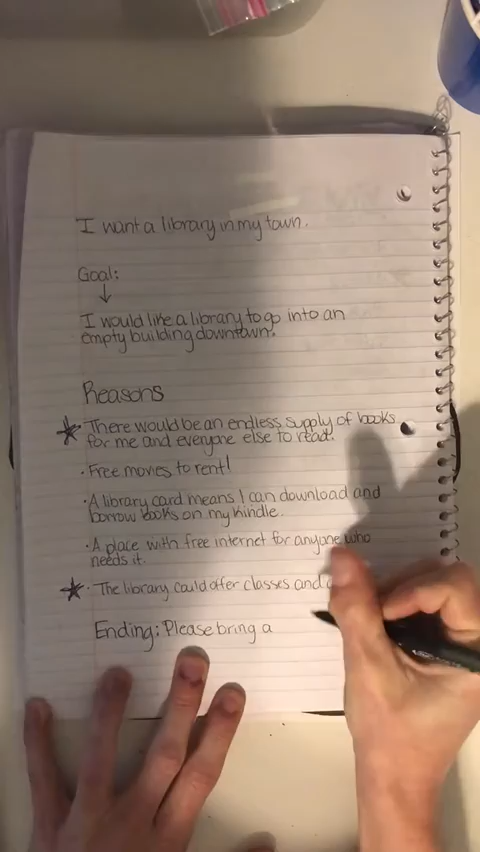 I want a library in my town.
Goal:
↓
I would like a library to go into an
empty building downtown.
Reasons
★ There would be an endless supply of books
for me and everyone else to read.
· Free movies to rent!
· A library card means I can download and
borrow books on my kindle.
· A place with free internet for anyone who
needs it.
★· The library could offer classes and
Ending: Please bring a